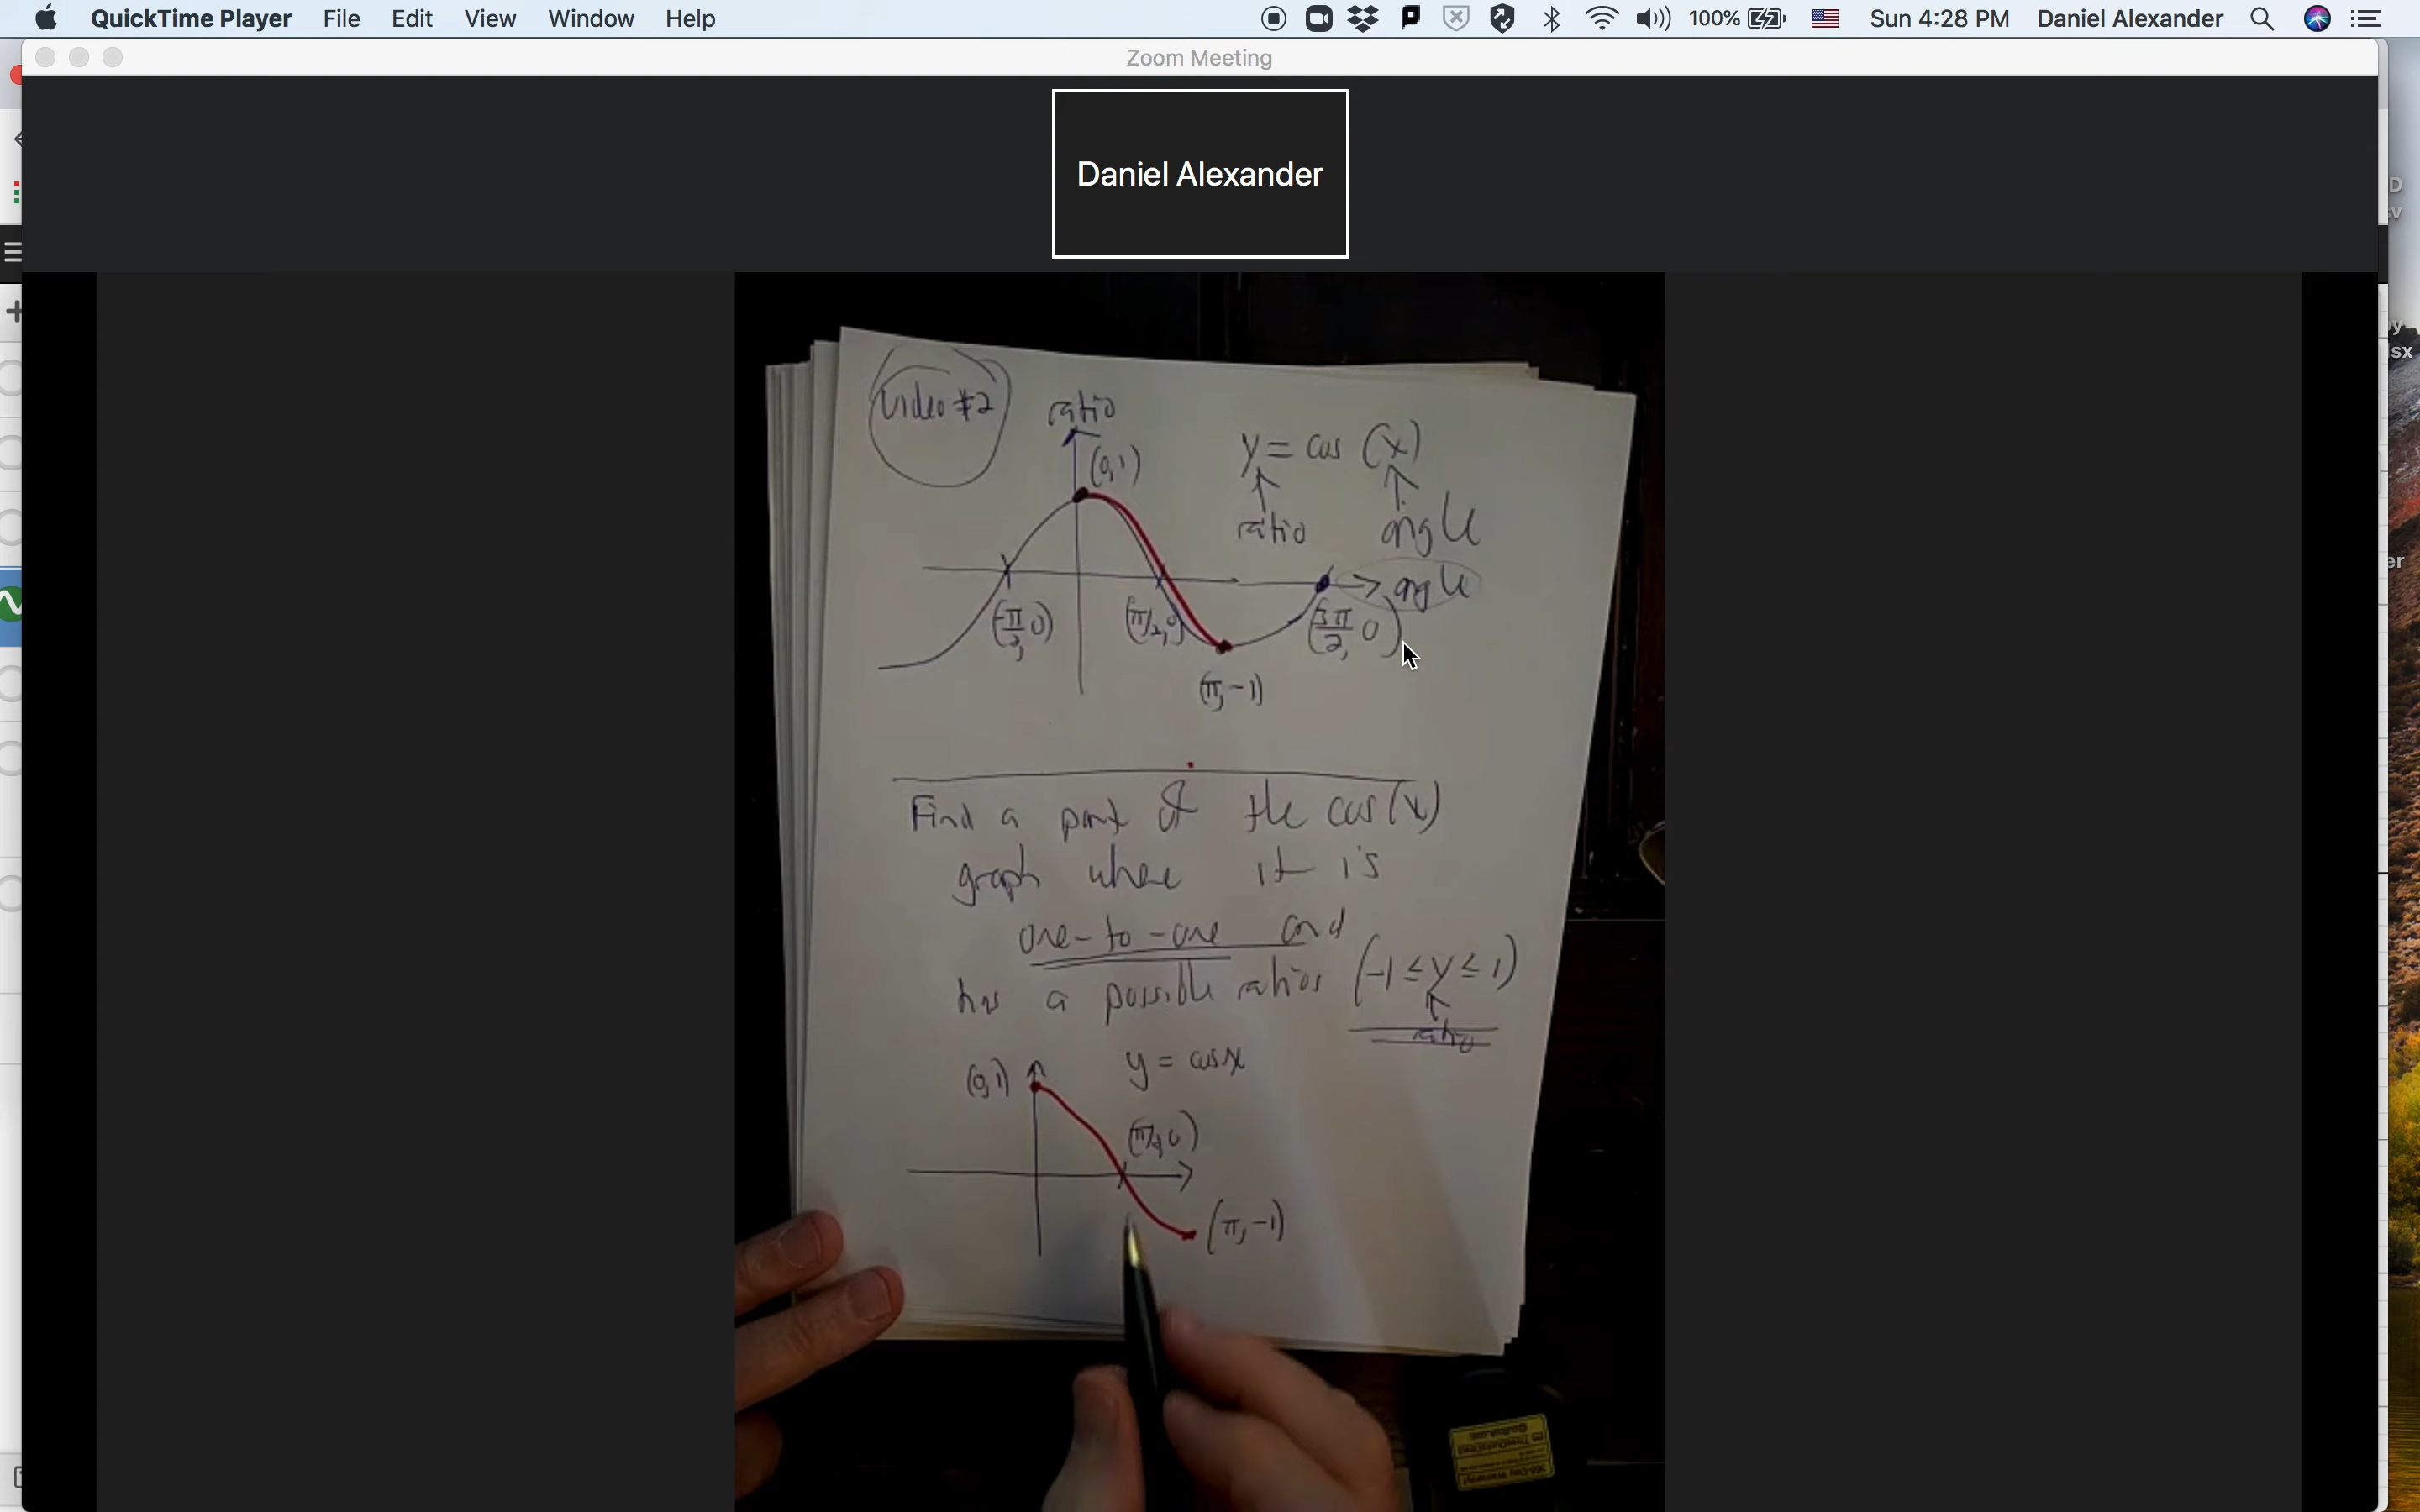 QuickTime Player File Edit View Window Help 100% Sun 4:28 PM Daniel Alexander
Zoom Meeting
Daniel Alexander
D
sv
y
lsx
er
Video #2
ratio
(0,1)
y = cos (x)
ratio angle
angle
(-π/2, 0) (π/2, 0) (3π/2, 0)
(π, -1)
Find a part of the cos(x)
graph where it is
one-to-one and
has a possible ratios (-1 ≤ y ≤ 1)
ratio
(0,1) y = cos x
(π/2, 0)
(π, -1)